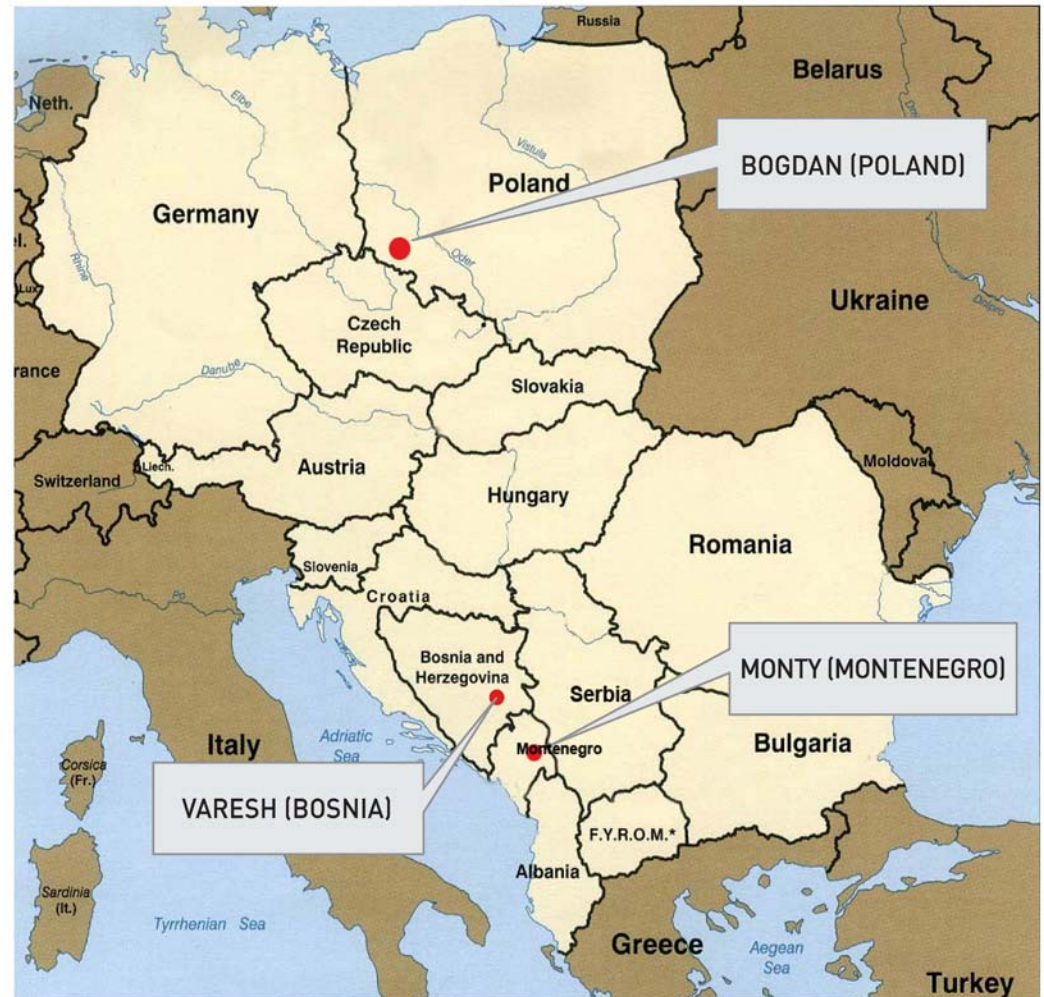 Russia
Belarus
Neth.
Elbe
Vistula
BOGDAN (POLAND)
Poland
Germany
el.
Rhine
Oder
Lux
Ukraine
Dnipro
Czech
Republic
rance
Danube
Slovakia
Moldova
Switzerland
Liech.
Austria
Hungary
Romania
Slovenia
Po
Croatia
Bosnia and
Herzegovina
MONTY (MONTENEGRO)
Serbia
Italy
Adriatic
Sea
Montenegro
Bulgaria
Corsica
(Fr.)
VARESH (BOSNIA)
F.Y.R.O.M.*
Albania
Sardinia
(It.)
Tyrrhenian Sea
Greece
Aegean
Sea
Turkey